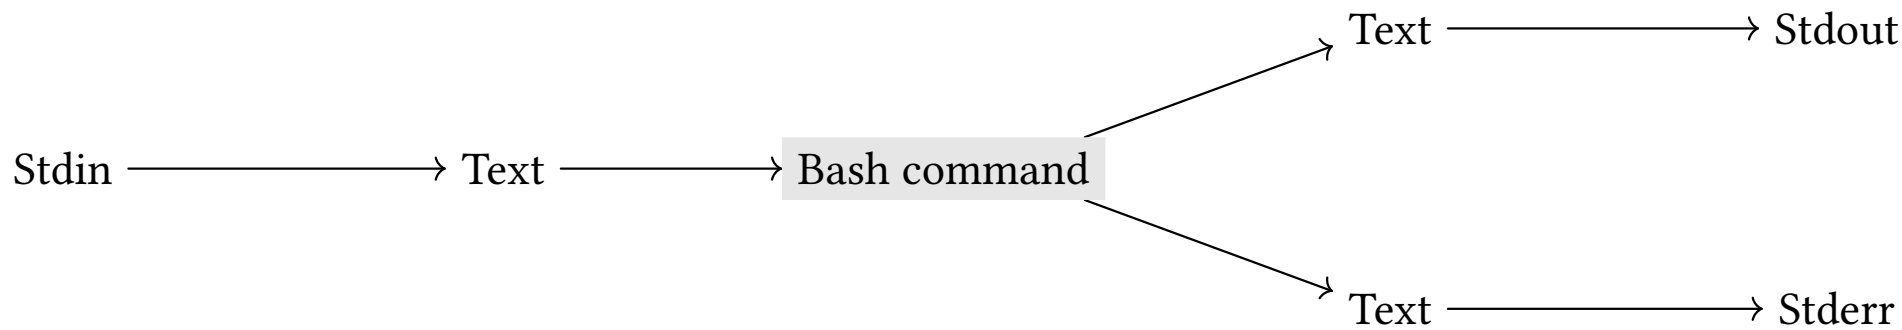 Text
Stdout
Stdin
Text
Bash command
Text
Stderr